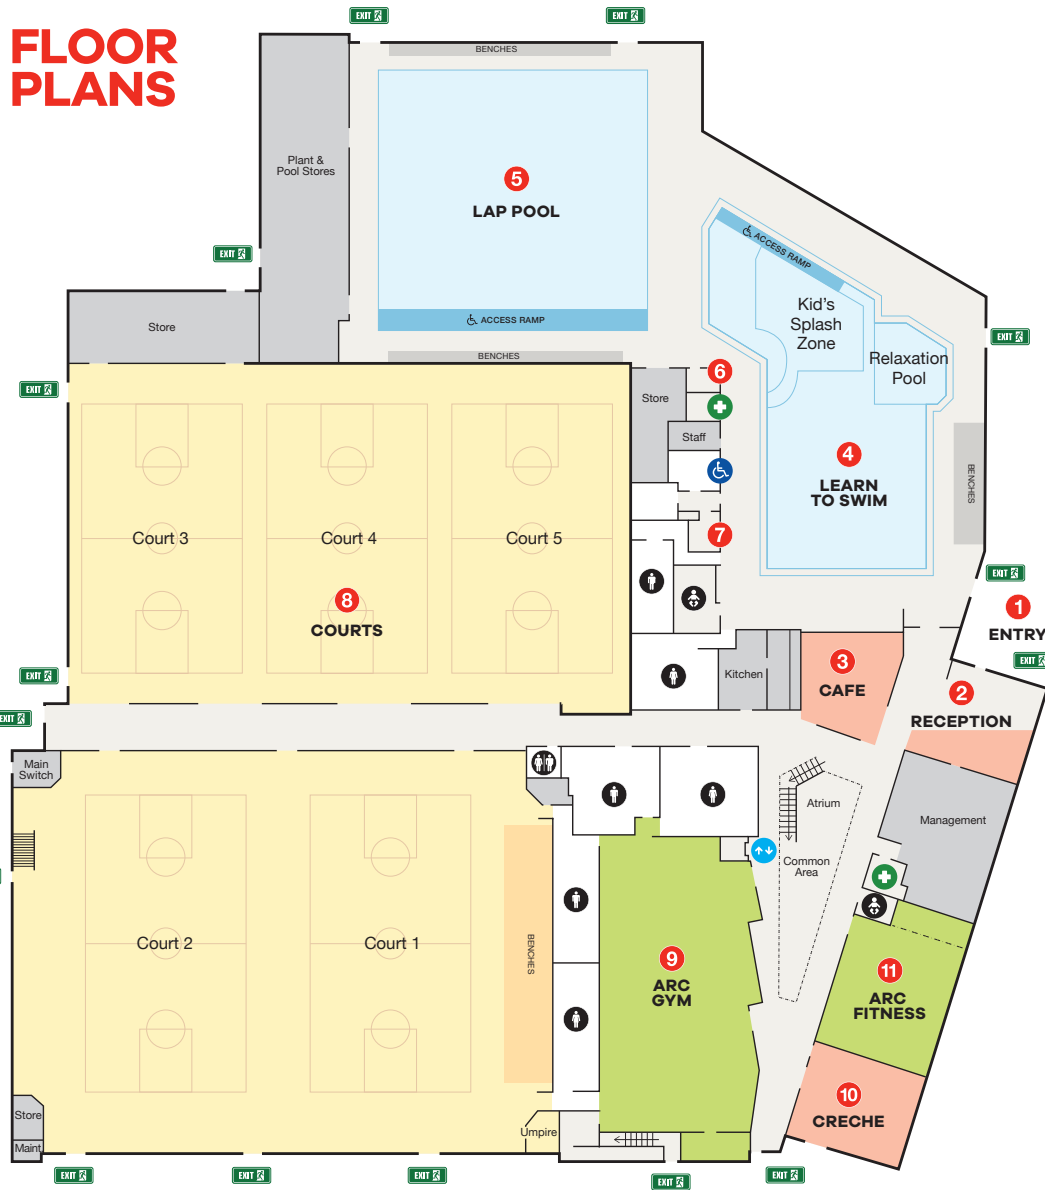 FLOOR
PLANS
EXIT
EXIT
BENCHES
Plant &
Pool Stores
5
LAP POOL
EXIT
ACCESS RAMP
ACCESS RAMP
Kid's
Splash
Zone
Relaxation
Pool
EXIT
Store
BENCHES
EXIT
6
Store
Staff
4
LEARN
TO SWIM
BENCHES
Court 3
Court 4
Court 5
7
8
COURTS
EXIT
1
ENTRY
EXIT
EXIT
Kitchen
3
CAFE
2
RECEPTION
EXIT
Main
Switch
Atrium
Common
Area
Management
Court 2
Court 1
BENCHES
9
ARC
GYM
11
ARC
FITNESS
10
CRECHE
Store
Maint
Umpire
EXIT
EXIT
EXIT
EXIT
EXIT